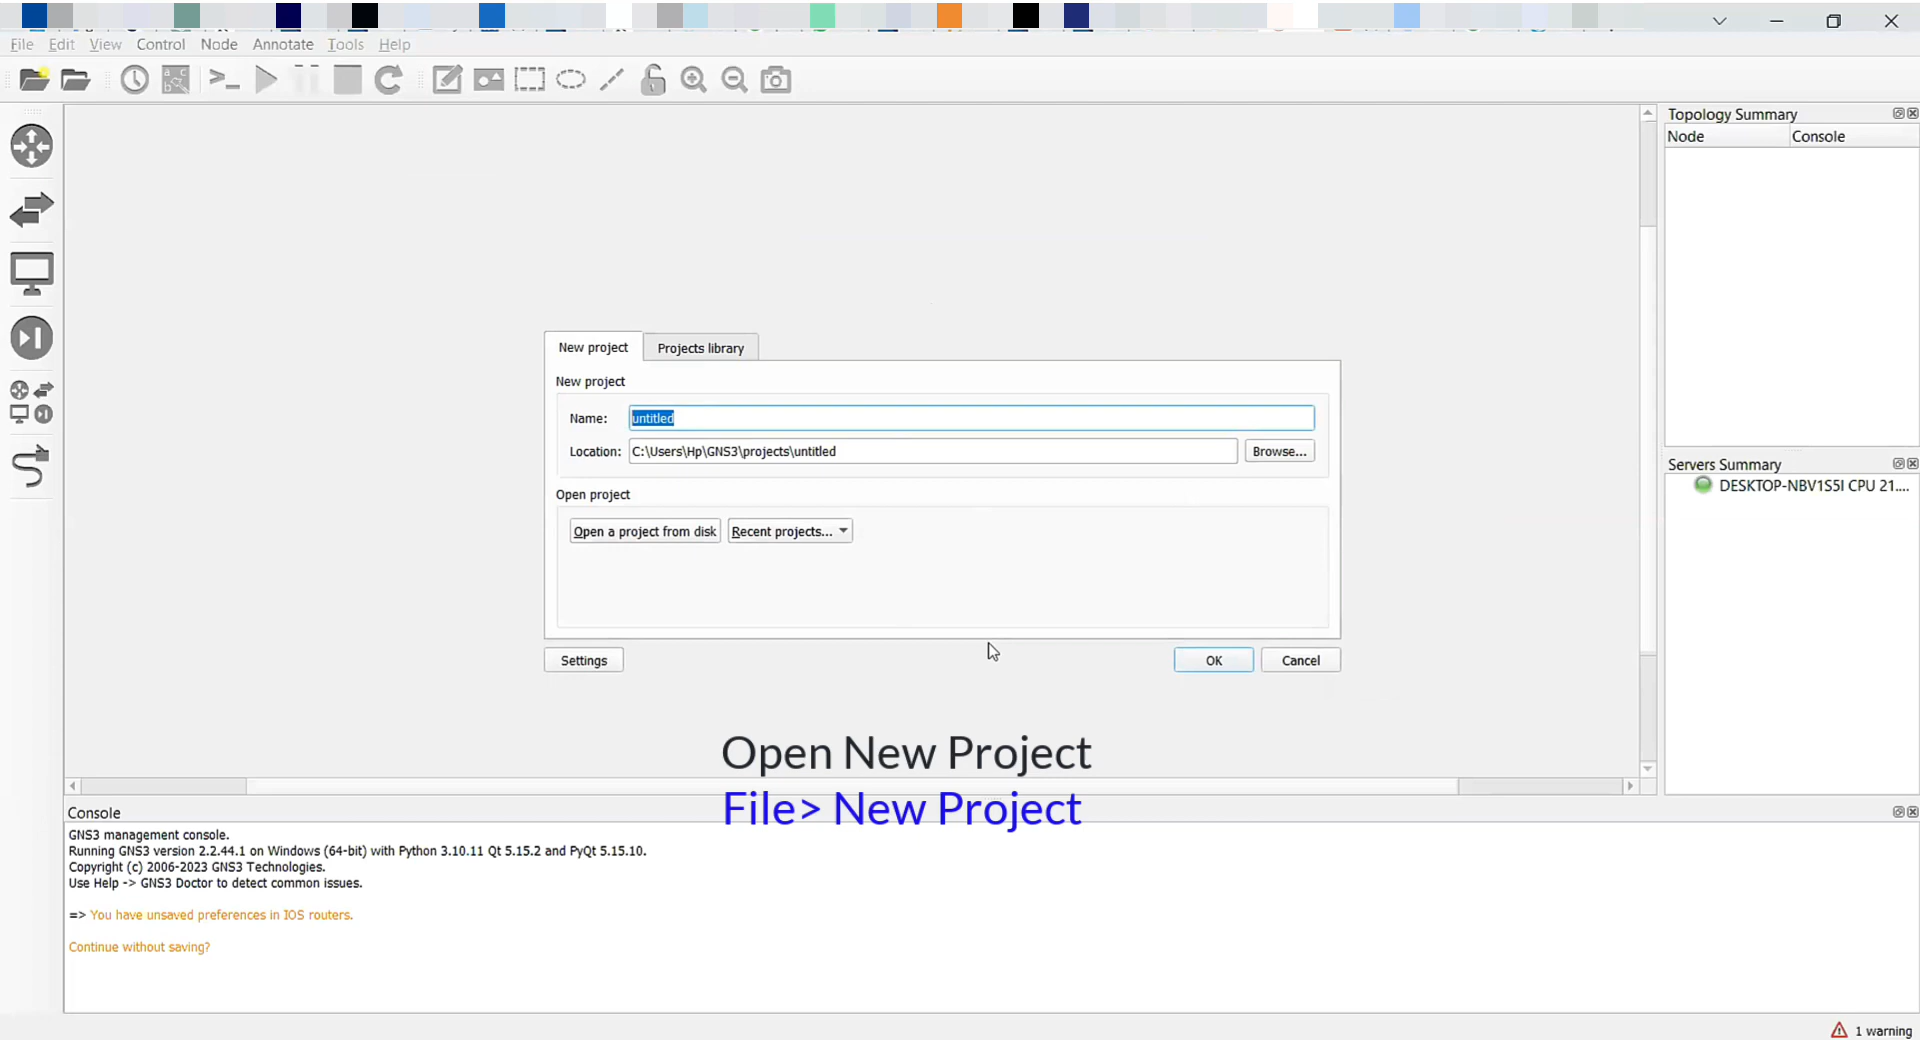 File Edit View Control Node Annotate Tools Help
Topology Summary
Node Console
New project Projects library
New project
Name: untitled
Location: C:\Users\Hp\GNS3\projects\untitled Browse...
Open project
Open a project from disk Recent projects...
Settings OK Cancel
Servers Summary
DESKTOP-NBV1S5I CPU 21....
Open New Project
File> New Project
Console
GNS3 management console.
Running GNS3 version 2.2.44.1 on Windows (64-bit) with Python 3.10.11 Qt 5.15.2 and PyQt 5.15.10.
Copyright (c) 2006-2023 GNS3 Technologies.
Use Help -> GNS3 Doctor to detect common issues.
=> You have unsaved preferences in IOS routers.
Continue without saving?
1 warning